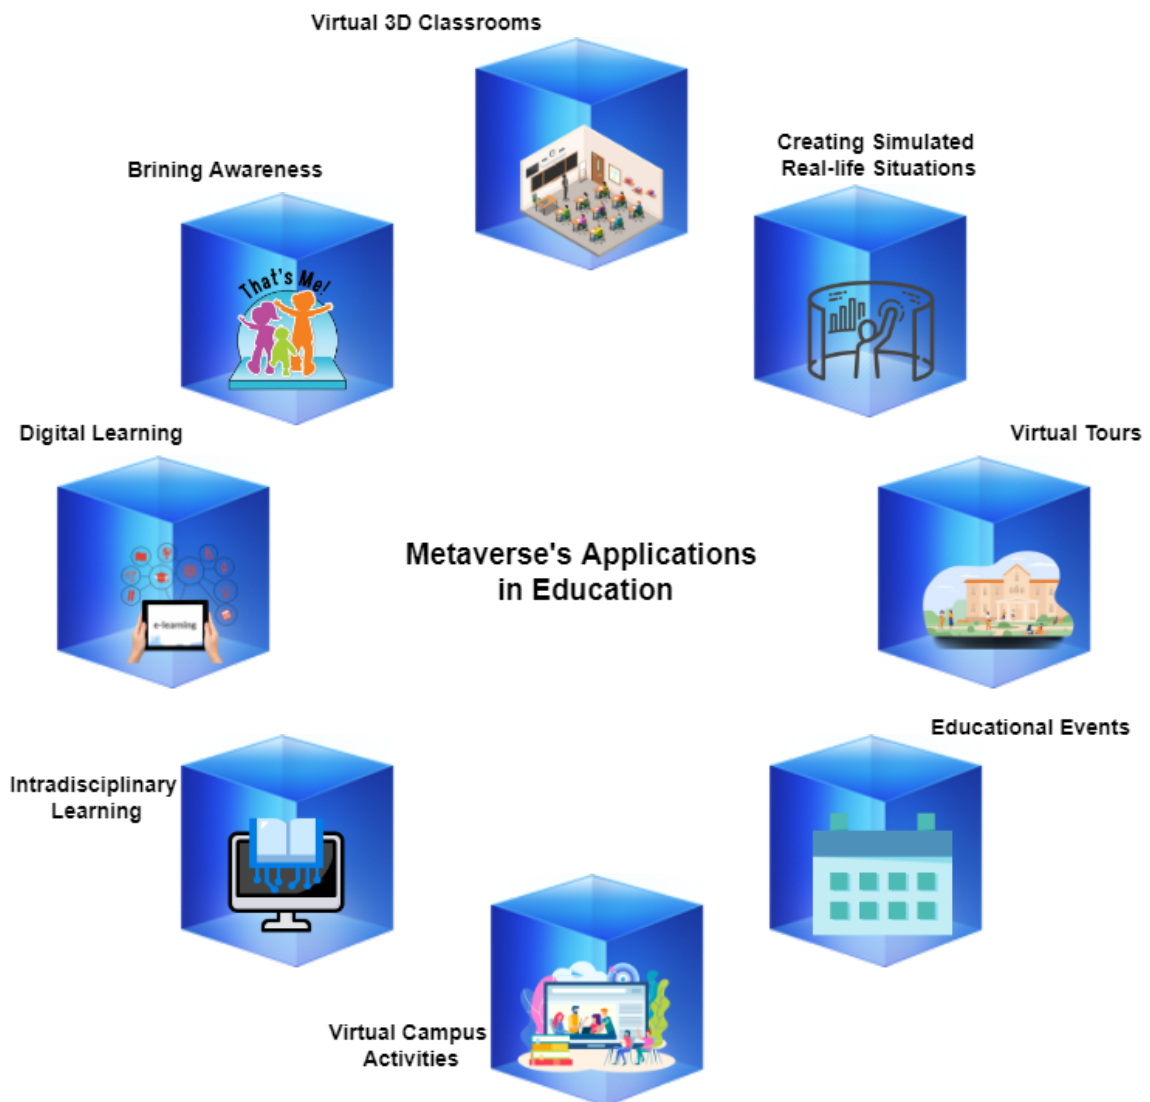 Virtual 3D Classrooms
Creating Simulated
Real-life Situations
Brining Awareness
That's Me!
Digital Learning
Virtual Tours
e-learning
Metaverse's Applications
in Education
Educational Events
Intradisciplinary
Learning
Virtual Campus
Activities